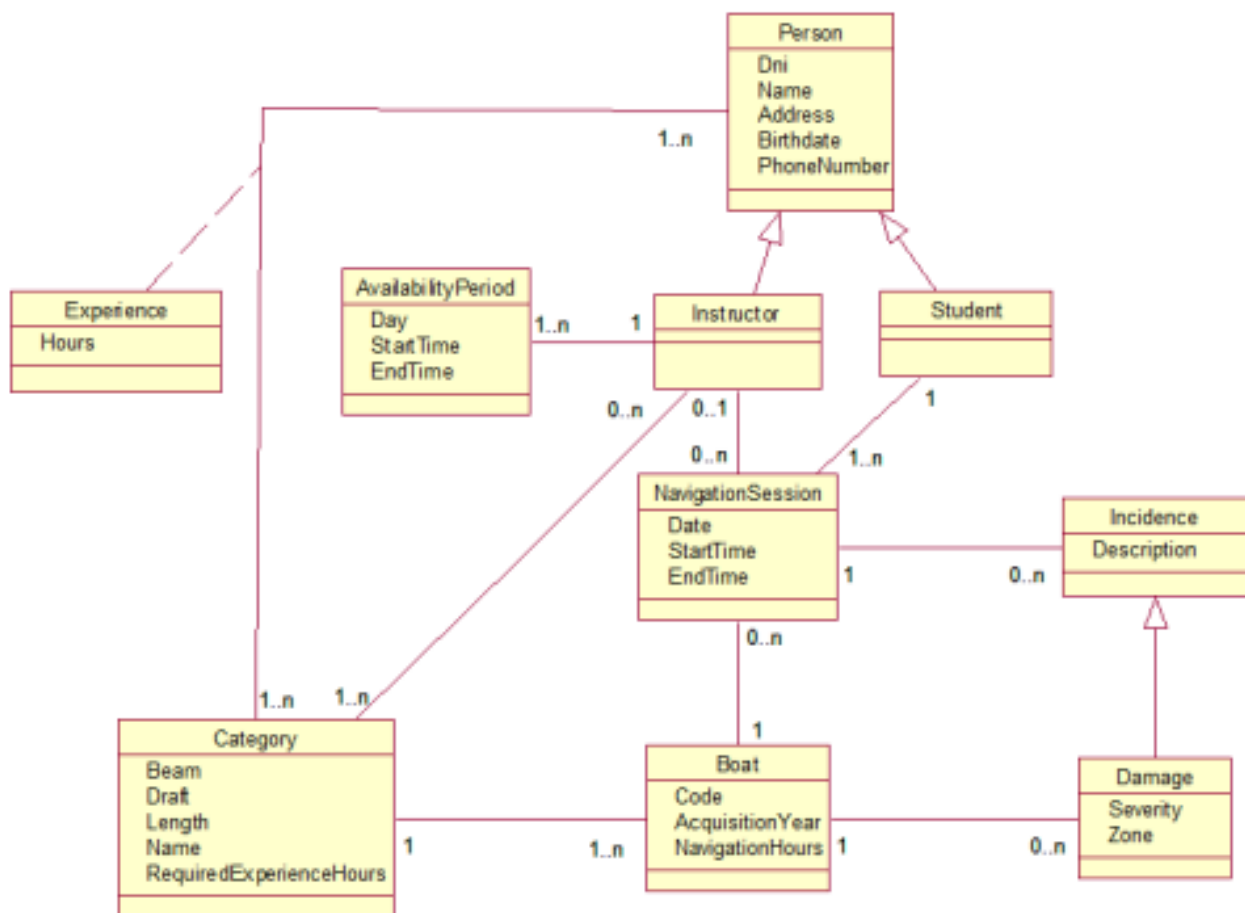 Person
Dni
Name
Address
Birthdate
PhoneNumber
1..n
Experience
Hours
AvailabilityPeriod
Day
StartTime
EndTime
1..n
1
Instructor
Student
0..n
0..1
1
0..n
1..n
NavigationSession
Date
StartTime
EndTime
1
0..n
Incidence
Description
0..n
1..n
1..n
1
Category
Beam
Draft
Length
Name
RequiredExperienceHours
1
1..n
Boat
Code
AcquisitionYear
NavigationHours
1
0..n
Damage
Severity
Zone